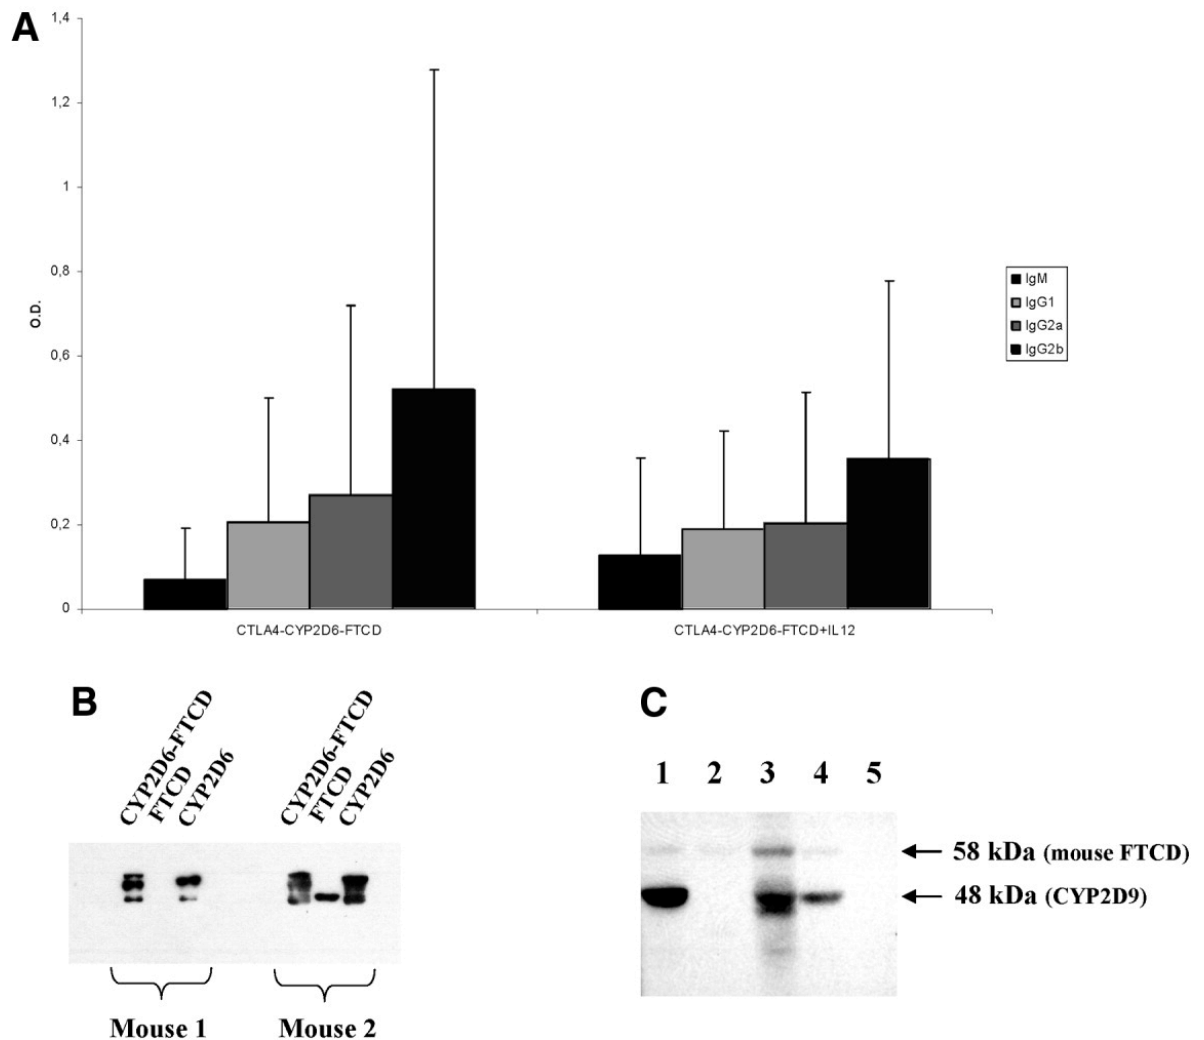 A
1,4
1,2
1
0,8
0,6
0,4
0,2
0
O.D.
CTLA4-CYP2D6-FTCD
CTLA4-CYP2D6-FTCD+IL12
IgM
IgG1
IgG2a
IgG2b
B
CYP2D6-FTCD
FTCD
CYP2D6
CYP2D6-FTCD
FTCD
CYP2D6
Mouse 1
Mouse 2
C
1 2 3 4 5
58 kDa (mouse FTCD)
48 kDa (CYP2D9)